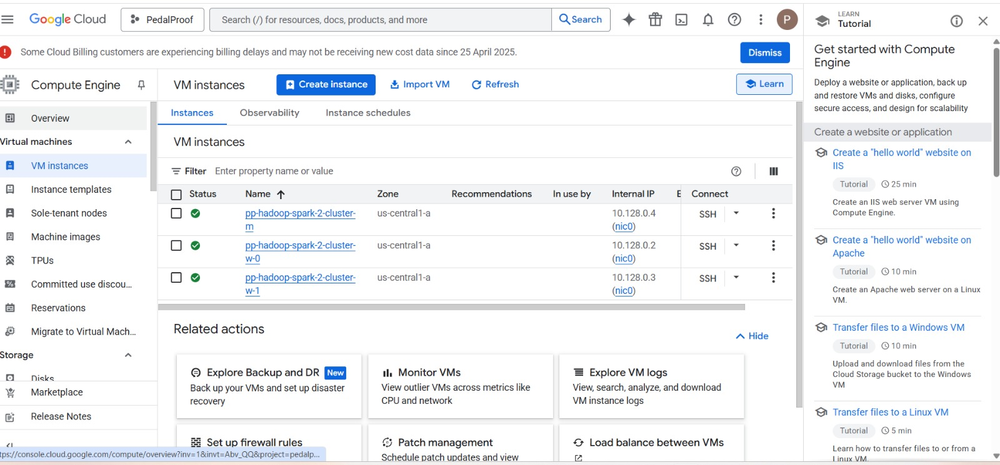 Google Cloud
PedalProof
Search (/) for resources, docs, products, and more
Search
P
LEARN
Tutorial
Some Cloud Billing customers are experiencing billing delays and may not be receiving new cost data since 25 April 2025.
Dismiss
Compute Engine
VM instances
Create instance
Import VM
Refresh
Learn
Overview
Virtual machines
VM instances
Instance templates
Sole-tenant nodes
Machine images
TPUs
Committed use discou...
Reservations
Migrate to Virtual Mach...
Storage
Disks
Marketplace
Release Notes
Instances
Observability
Instance schedules
VM instances
Filter
Enter property name or value
Status
Name
Zone
Recommendations
In use by
Internal IP
E
Connect
pp-hadoop-spark-2-cluster-
m
us-central1-a
10.128.0.4
(nic0)
SSH
pp-hadoop-spark-2-cluster-
w-0
us-central1-a
10.128.0.2
(nic0)
SSH
pp-hadoop-spark-2-cluster-
w-1
us-central1-a
10.128.0.3
(nic0)
SSH
Related actions
Hide
Explore Backup and DR New
Back up your VMs and set up disaster
recovery
Monitor VMs
View outlier VMs across metrics like
CPU and network
Explore VM logs
View, search, analyze, and download
VM instance logs
Set up firewall rules
Patch management
Schedule patch updates and view
Load balance between VMs
tps://console.cloud.google.com/compute/overview?inv=1&invt=Abv_QQ&project=pedalp...
Get started with Compute
Engine
Deploy a website or application, back up
and restore VMs and disks, configure
secure access, and design for scalability
Create a website or application
Create a "hello world" website on
IIS
Tutorial
25 min
Create an IIS web server VM using
Compute Engine.
Create a "hello world" website on
Apache
Tutorial
10 min
Create an Apache web server on a Linux
VM.
Transfer files to a Windows VM
Tutorial
10 min
Upload and download files from the
Cloud Storage bucket to the Windows
VM
Transfer files to a Linux VM
Tutorial
5 min
Learn how to transfer files to or from a
Linux VM.